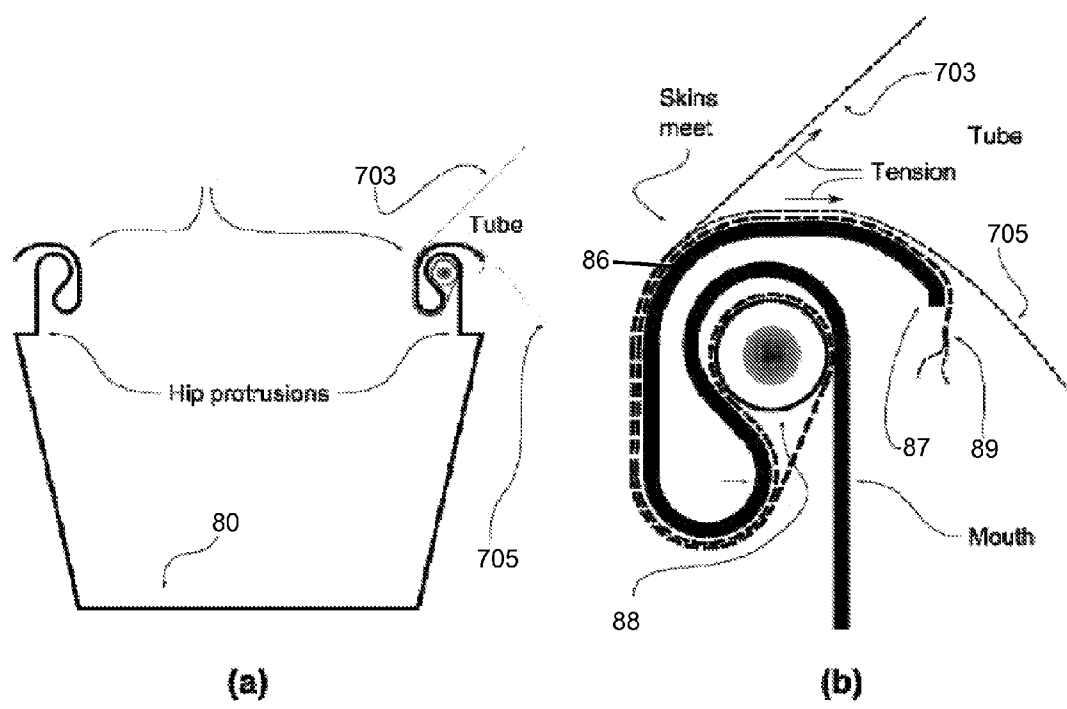 703
Tube
Hip protrusions
80
705
(a)
Skins
meet
703
Tube
Tension
86
705
87
89
88
Mouth
(b)